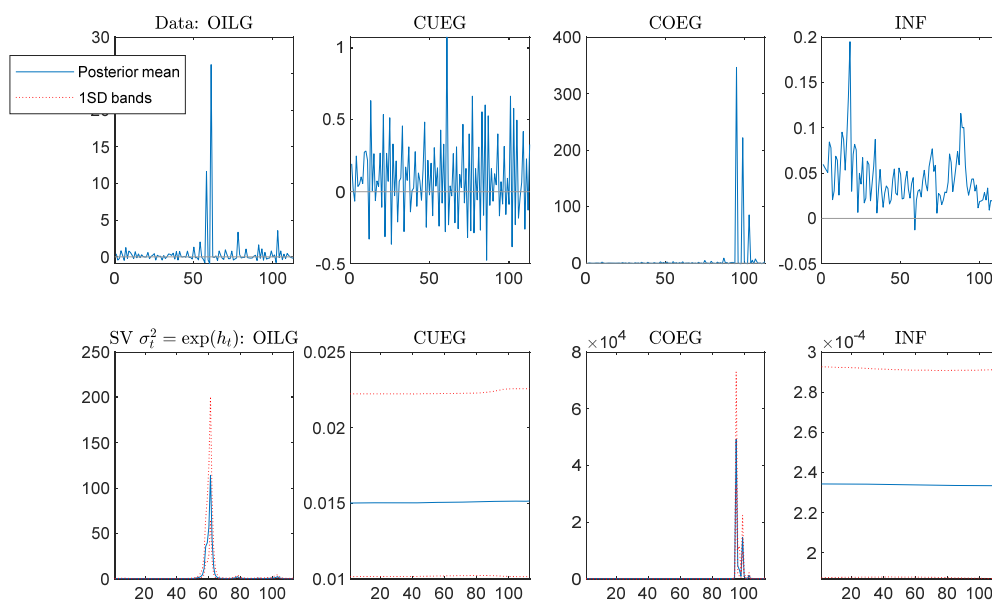 Data: OILG
CUEG
COEG
INF
30
25
20
15
10
5
0
0 50 100
Posterior mean
1SD bands
1
0.5
0
-0.5
0 50 100
400
300
200
100
0
0 50 100
0.2
0.15
0.1
0.05
0
-0.05
0 50 100
SV σ_t^2 = exp(h_t): OILG
CUEG
COEG
INF
250
200
150
100
50
0
20 40 60 80 100
0.025
0.02
0.015
0.01
20 40 60 80 100
×10^4
8
6
4
2
0
20 40 60 80 100
×10^-4
3
2.8
2.6
2.4
2.2
2
20 40 60 80 100